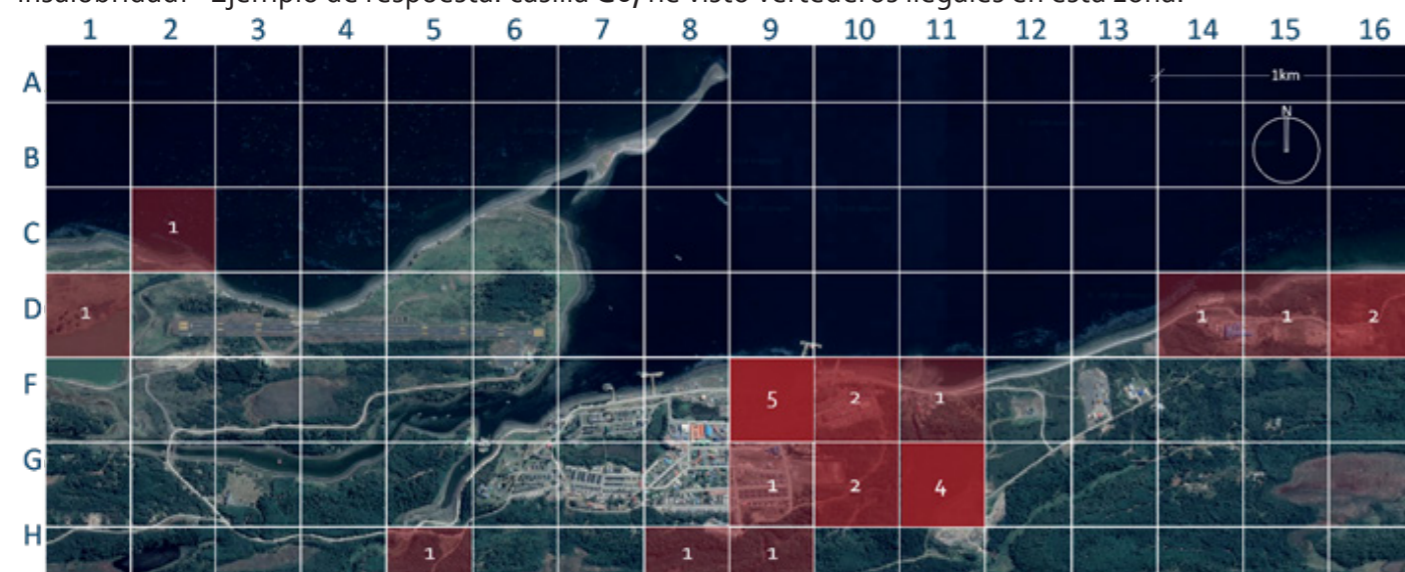 insalobridad." Ejemplo de respuesta: casilla G6, he visto vertederos ilegales en esta zona.
1 2 3 4 5 6 7 8 9 10 11 12 13 14 15 16
A
1km
N
B
C 1
D 1 1 1 2
F 5 2 1
G 1 2 4
H 1 1 1